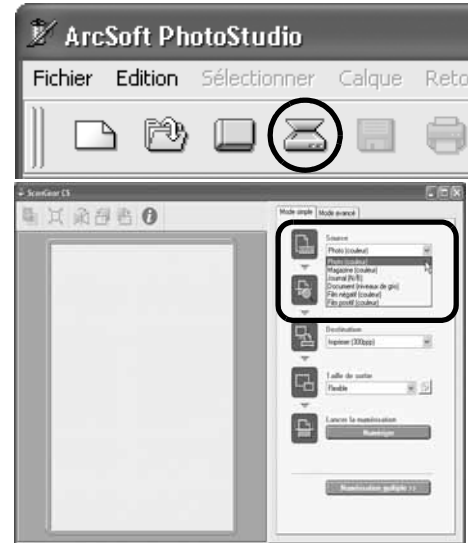 ArcSoft PhotoStudio
Fichier Edition Sélectionner Calque Reto
ScanGear CS
Mode simple Mode avancé
Source
Photo (couleur)
Photo (couleur)
Magazine (couleur)
Journal (N/B)
Document (niveaux de gris)
Film négatif (couleur)
Film positif (couleur)
Destination
Imprimer (300ppp)
Taille de sortie
Flexible
Lancer la numérisation
Numériser
Numérisation multiple >>